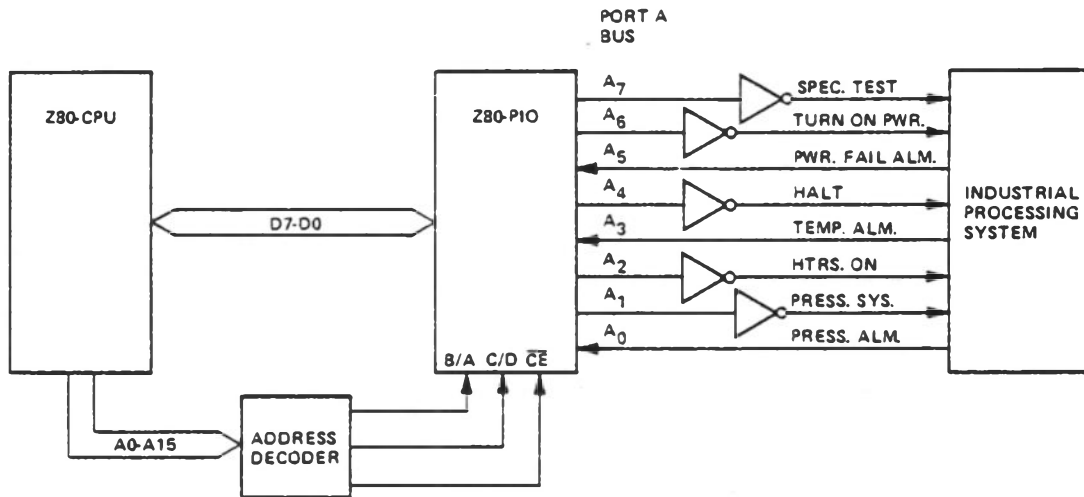 PORT A
BUS
Z80-CPU
Z80-PIO
D7-D0
A7
SPEC. TEST
A6
TURN ON PWR.
A5
PWR. FAIL ALM.
A4
HALT
A3
TEMP. ALM.
A2
HTRS. ON
A1
PRESS. SYS.
A0
PRESS. ALM.
INDUSTRIAL
PROCESSING
SYSTEM
B/A C/D CE
A0-A15
ADDRESS
DECODER